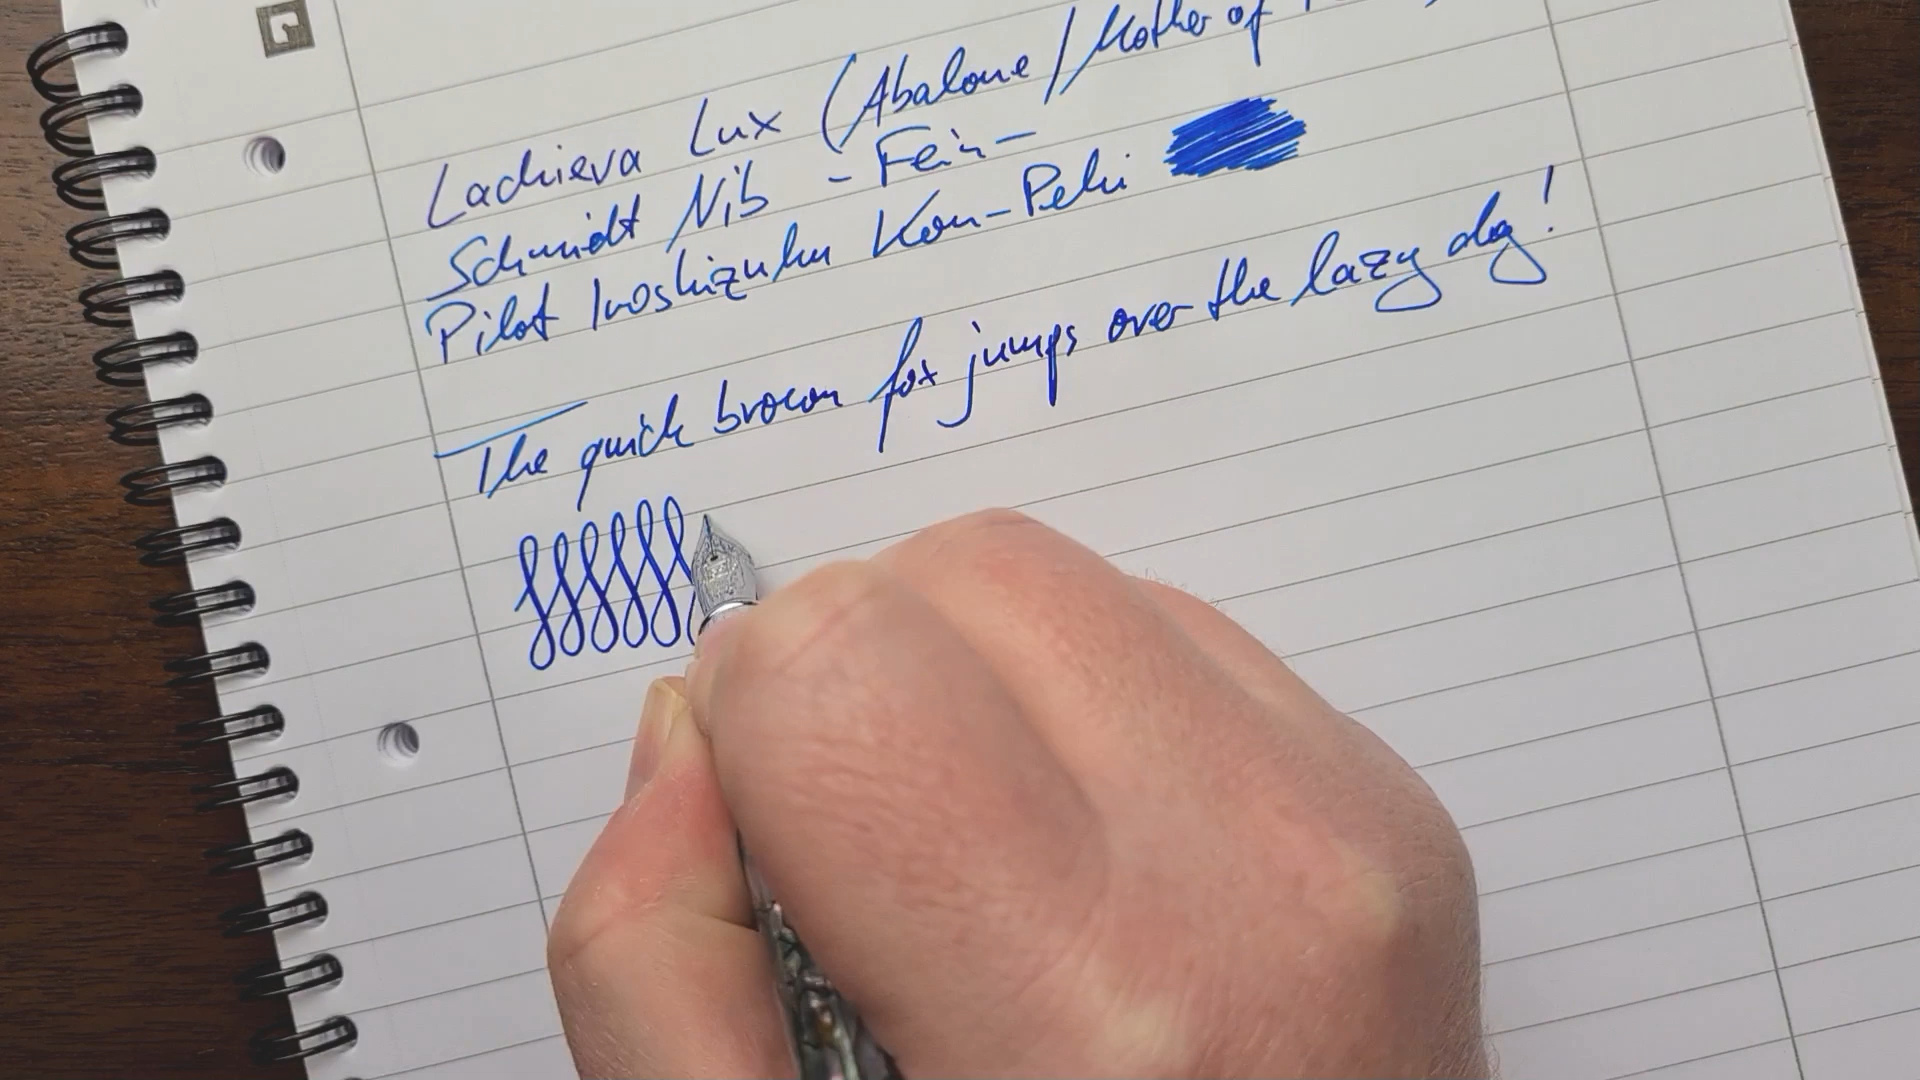 G
Lachieva Lux (Abalone / Mother of
Schmidt Nib - Fein -
Pilot Iroshizuku Kon-Peki
The quick brown fox jumps over the lazy dog!